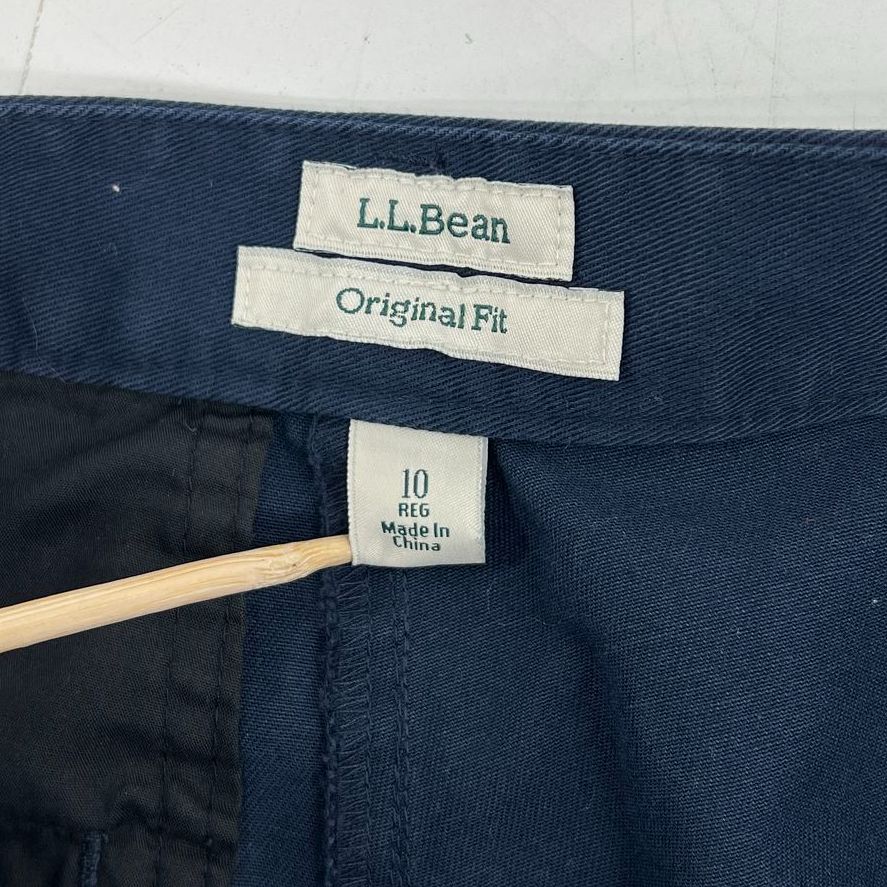 L.L.Bean
Original Fit
10
REG
Made In
China